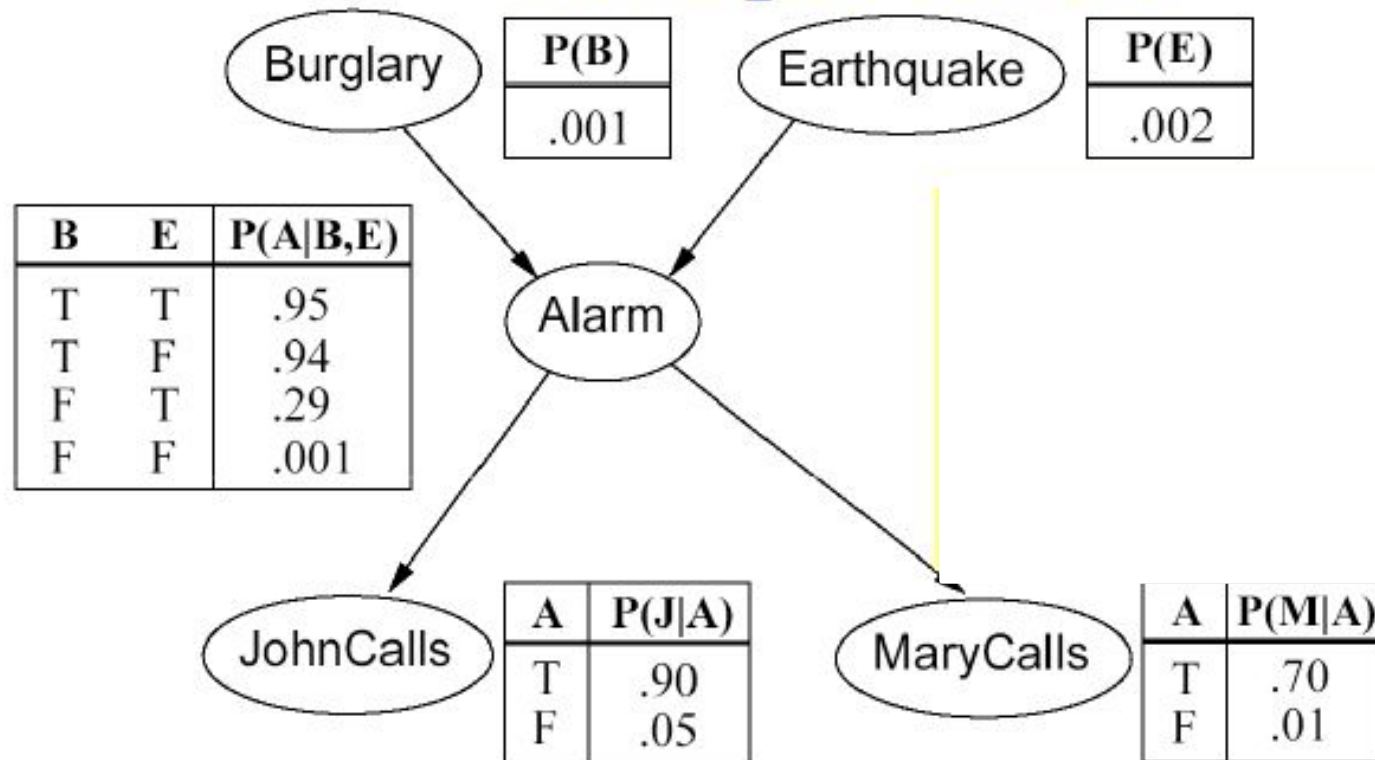 Burglary
P(B)
.001
Earthquake
P(E)
.002
B E P(A|B,E)
T T .95
T F .94
F T .29
F F .001
Alarm
JohnCalls
A P(J|A)
T .90
F .05
MaryCalls
A P(M|A)
T .70
F .01